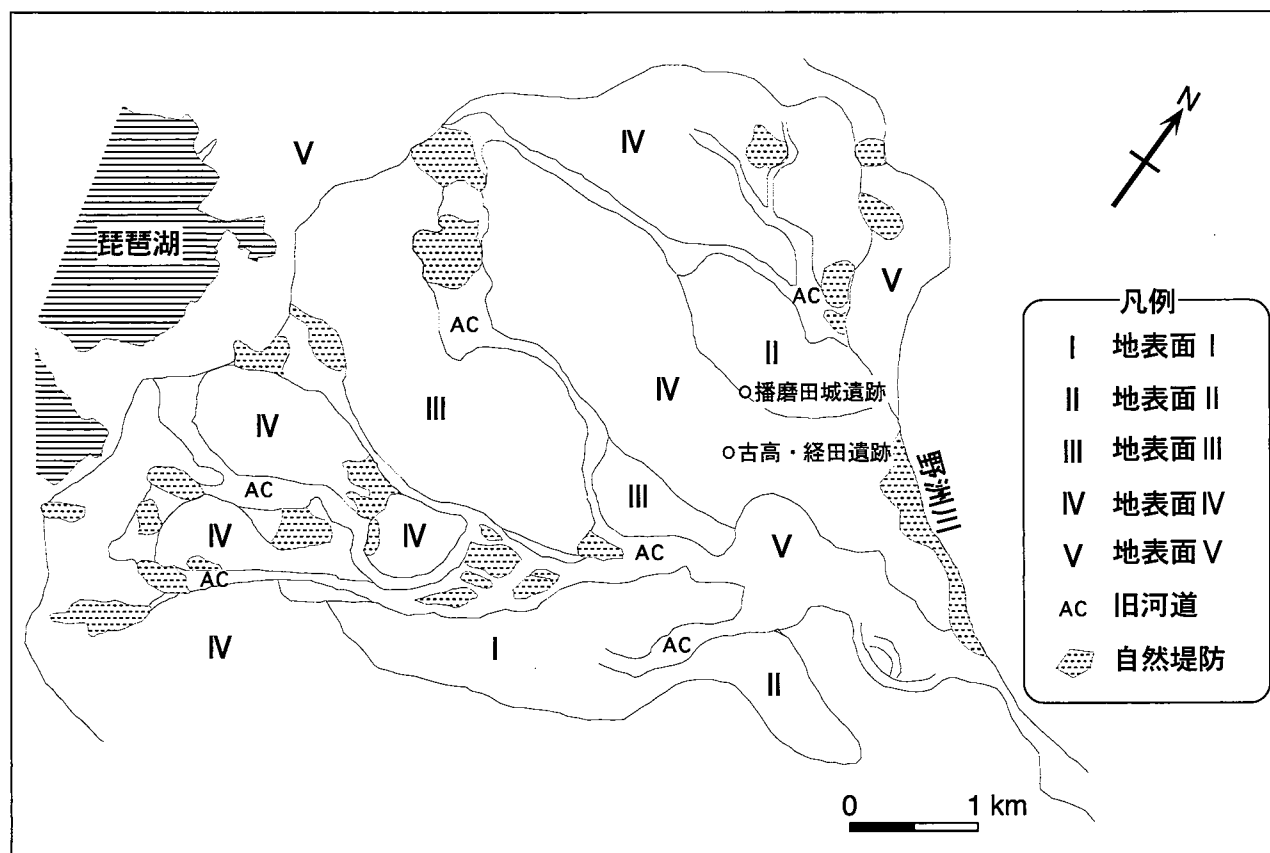 N
Ⅴ
Ⅳ
琵琶湖
Ⅴ
AC
AC
Ⅱ
播磨田城遺跡
Ⅳ
Ⅲ
Ⅳ
古高・経田遺跡
野洲川
AC
Ⅲ
Ⅳ
Ⅳ
AC
Ⅴ
AC
Ⅳ
Ⅰ
AC
Ⅱ
凡例
Ⅰ 地表面Ⅰ
Ⅱ 地表面Ⅱ
Ⅲ 地表面Ⅲ
Ⅳ 地表面Ⅳ
Ⅴ 地表面Ⅴ
AC 旧河道
自然堤防
0 1 km